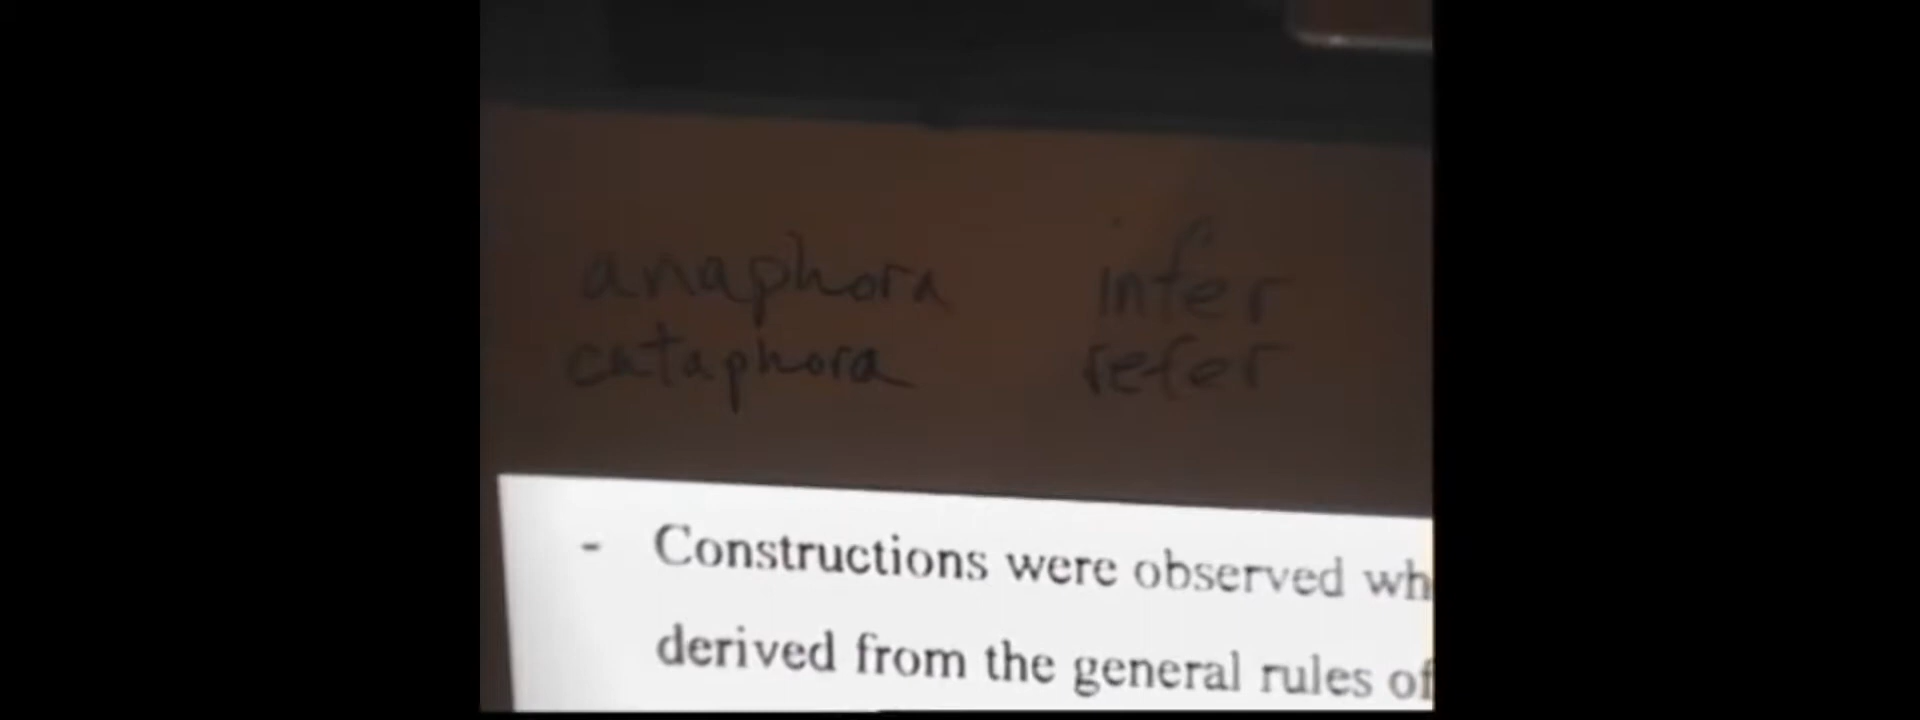 anaphora infer
cataphora refer
- Constructions were observed wh
derived from the general rules of